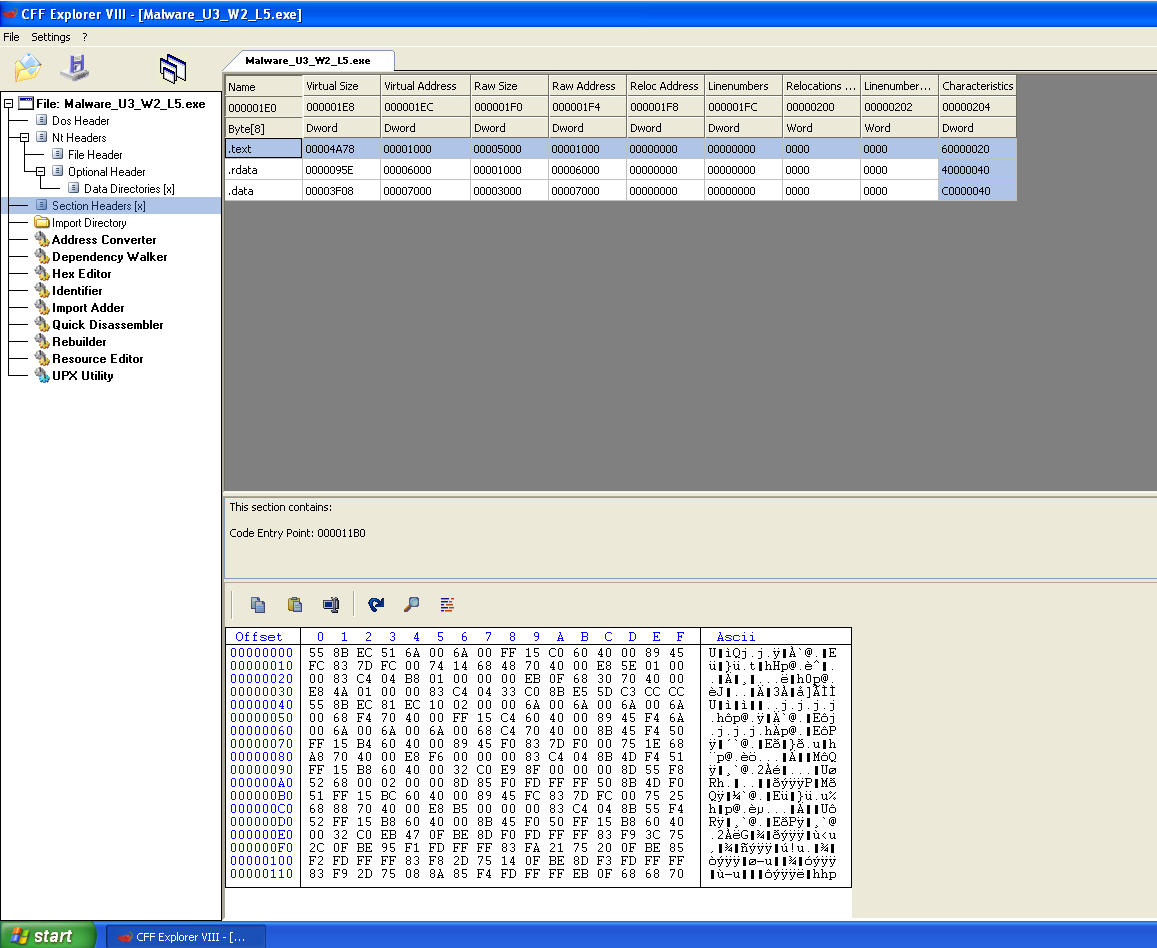 CFF Explorer VIII - [Malware_U3_W2_L5.exe]
File Settings ?
Malware_U3_W2_L5.exe
File: Malware_U3_W2_L5.exe
Dos Header
Nt Headers
File Header
Optional Header
Data Directories [x]
Section Headers [x]
Import Directory
Address Converter
Dependency Walker
Hex Editor
Identifier
Import Adder
Quick Disassembler
Rebuilder
Resource Editor
UPX Utility
Name Virtual Size Virtual Address Raw Size Raw Address Reloc Address Linenumbers Relocations ... Linenumber... Characteristics
000001E0 000001E8 000001EC 000001F0 000001F4 000001F8 000001FC 00000200 00000202 00000204
Byte[8] Dword Dword Dword Dword Dword Dword Word Word Dword
.text 00004A78 00001000 00005000 00001000 00000000 00000000 0000 0000 60000020
.rdata 0000095E 00006000 00001000 00006000 00000000 00000000 0000 0000 40000040
.data 00003F08 00007000 00003000 00007000 00000000 00000000 0000 0000 C0000040
This section contains:
Code Entry Point: 000011B0
Offset 0 1 2 3 4 5 6 7 8 9 A B C D E F Ascii
00000000 55 8B EC 51 6A 00 6A 00 FF 15 C0 60 40 00 89 45
00000010 FC 83 7D FC 00 74 14 68 48 70 40 00 E8 5E 01 00
00000020 00 83 C4 04 B8 01 00 00 00 EB 0F 68 30 70 40 00
00000030 E8 4A 01 00 00 83 C4 04 33 C0 8B E5 5D C3 CC CC
00000040 55 8B EC 81 EC 10 02 00 00 6A 00 6A 00 6A 00 6A
00000050 00 68 F4 70 40 00 FF 15 C4 60 40 00 89 45 F4 6A
00000060 00 6A 00 6A 00 6A 00 68 C4 70 40 00 8B 45 F4 50
00000070 FF 15 B4 60 40 00 89 45 F0 83 7D F0 00 75 1E 68
00000080 A8 70 40 00 E8 F6 00 00 00 83 C4 04 8B 4D F4 51
00000090 FF 15 B8 60 40 00 32 C0 E9 8F 00 00 00 8D 55 F8
000000A0 52 68 00 02 00 00 8D 85 F0 FD FF FF 50 8B 4D F0
000000B0 51 FF 15 BC 60 40 00 89 45 FC 83 7D FC 00 75 25
000000C0 68 88 70 40 00 E8 B5 00 00 00 83 C4 04 8B 55 F4
000000D0 52 FF 15 B8 60 40 00 8B 45 F0 50 FF 15 B8 60 40
000000E0 00 32 C0 EB 47 0F BE 8D F0 FD FF FF 83 F9 3C 75
000000F0 2C 0F BE 95 F1 FD FF FF 83 FA 21 75 20 0F BE 85
00000100 F2 FD FF FF 83 F8 2D 75 14 0F BE 8D F3 FD FF FF
00000110 83 F9 2D 75 08 8A 85 F4 FD FF FF EB 0F 68 68 70
start
CFF Explorer VIII - [...